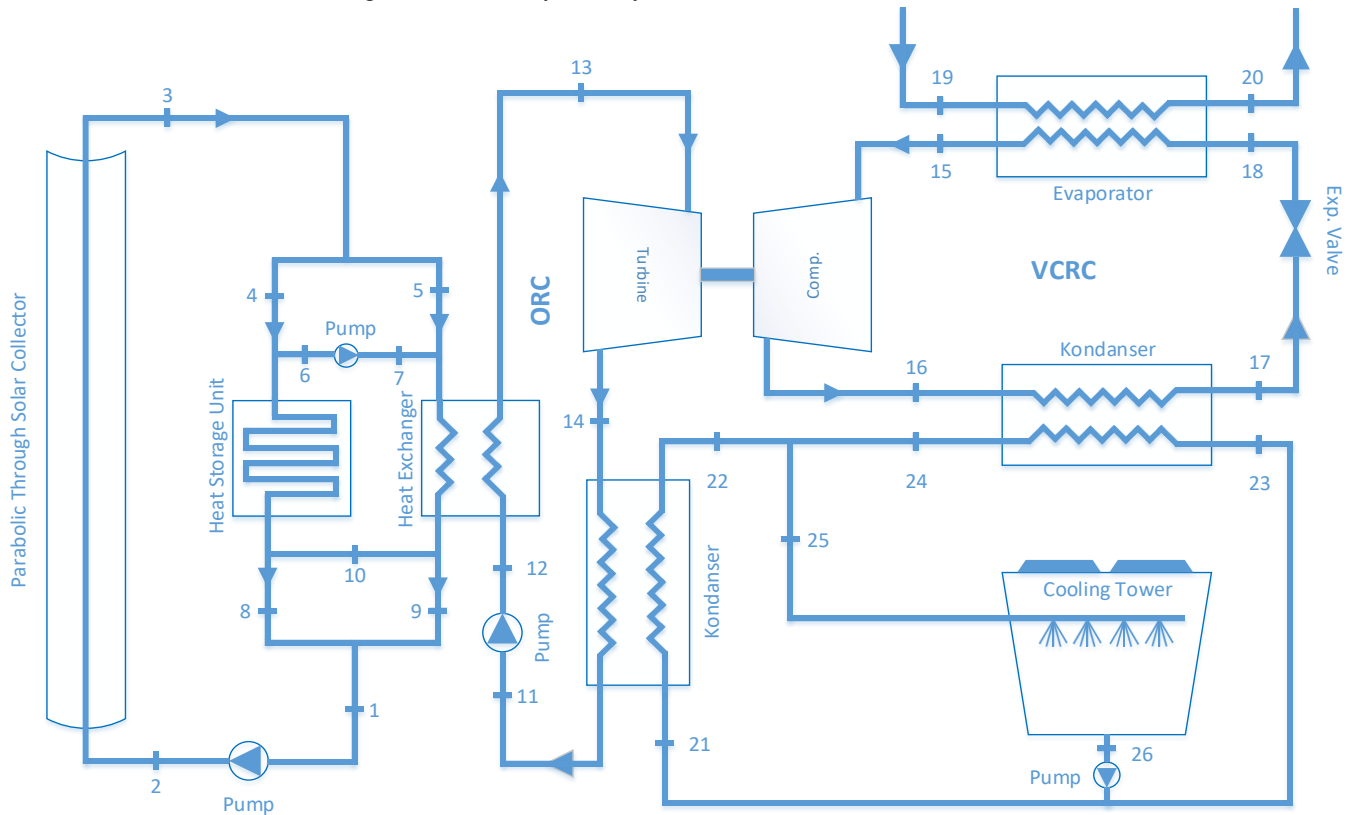 13
19
20
3
15
18
Evaporator
Exp. Valve
Turbine
Comp.
ORC
VCRC
4
5
Pump
6
7
Kondanser
16
17
Parabolic Through Solar Collector
Heat Storage Unit
Heat Exchanger
14
22
24
23
25
10
12
Cooling Tower
8
9
Pump
Kondanser
11
1
21
26
Pump
2
Pump